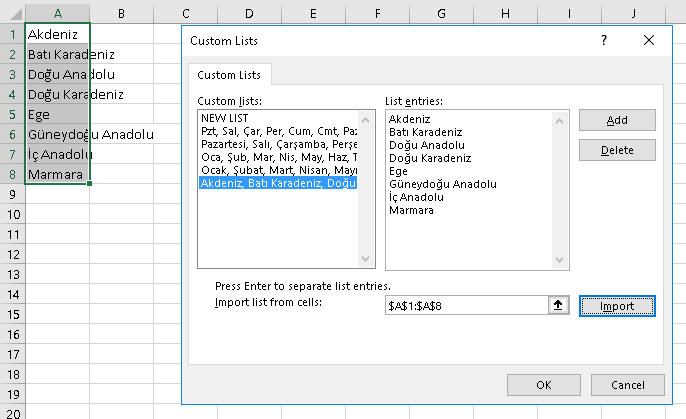 A B C D E F G H I J
1 Akdeniz
2 Batı Karadeniz
3 Doğu Anadolu
4 Doğu Karadeniz
5 Ege
6 Güneydoğu Anadolu
7 İç Anadolu
8 Marmara
9
10
11
12
13
14
15
16
17
18
19
20
Custom Lists
?
Custom Lists
Custom lists:
NEW LIST
Pzt, Sal, Çar, Per, Cum, Cmt, Paz
Pazartesi, Salı, Çarşamba, Perşe
Oca, Şub, Mar, Nis, May, Haz, T
Ocak, Şubat, Mart, Nisan, Mayı
Akdeniz, Batı Karadeniz, Doğu
List entries:
Akdeniz
Batı Karadeniz
Doğu Anadolu
Doğu Karadeniz
Ege
Güneydoğu Anadolu
İç Anadolu
Marmara
Add
Delete
Press Enter to separate list entries.
Import list from cells:
$A$1:$A$8
Import
OK
Cancel